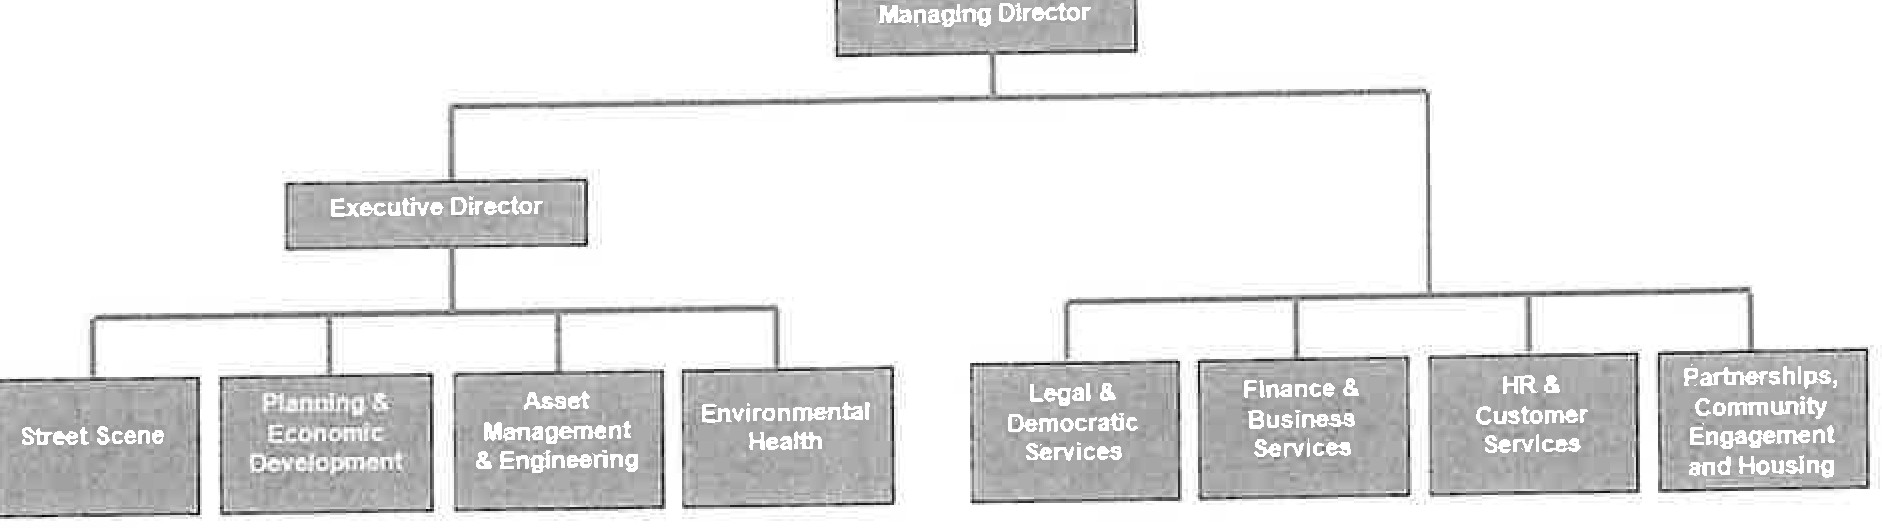 Managing Director
Executive Director
Street Scene
Planning &
Economic
Development
Asset
Management
& Engineering
Environmental
Health
Legal &
Democratic
Services
Finance &
Business
Services
HR &
Customer
Services
Partnerships,
Community
Engagement
and Housing